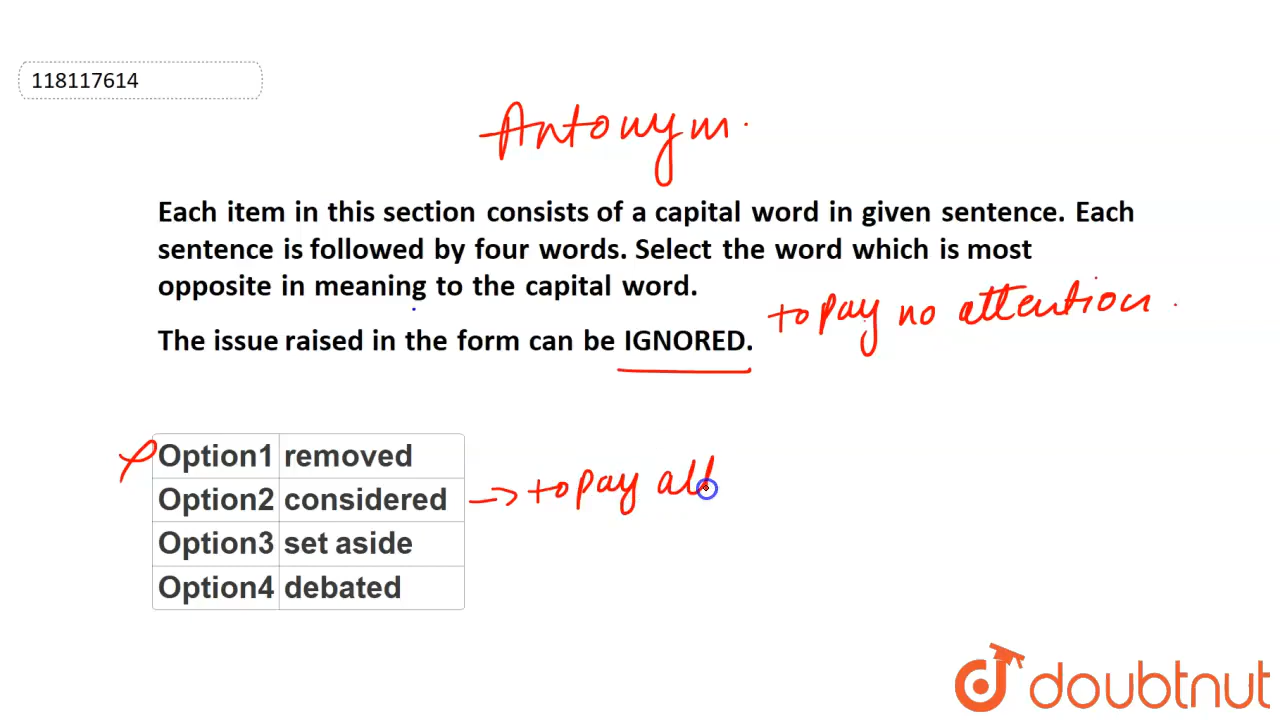 118117614
Antonym.
Each item in this section consists of a capital word in given sentence. Each
sentence is followed by four words. Select the word which is most
opposite in meaning to the capital word.
to pay no attention.
The issue raised in the form can be IGNORED.
Option1 removed
Option2 considered → to pay att
Option3 set aside
Option4 debated
doubtnut